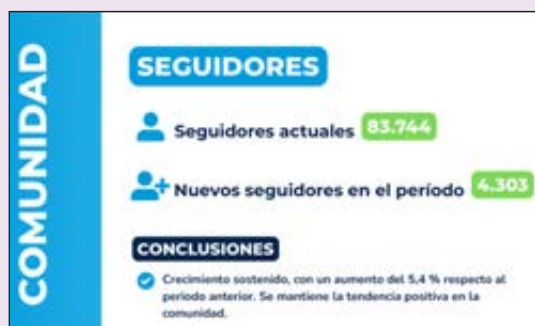 COMUNIDAD
SEGUIDORES
Seguidores actuales 83.744
Nuevos seguidores en el período 4.303
CONCLUSIONES
Crecimiento sostenido, con un aumento del 5,4 % respecto al
período anterior. Se mantiene la tendencia positiva en la
comunidad.